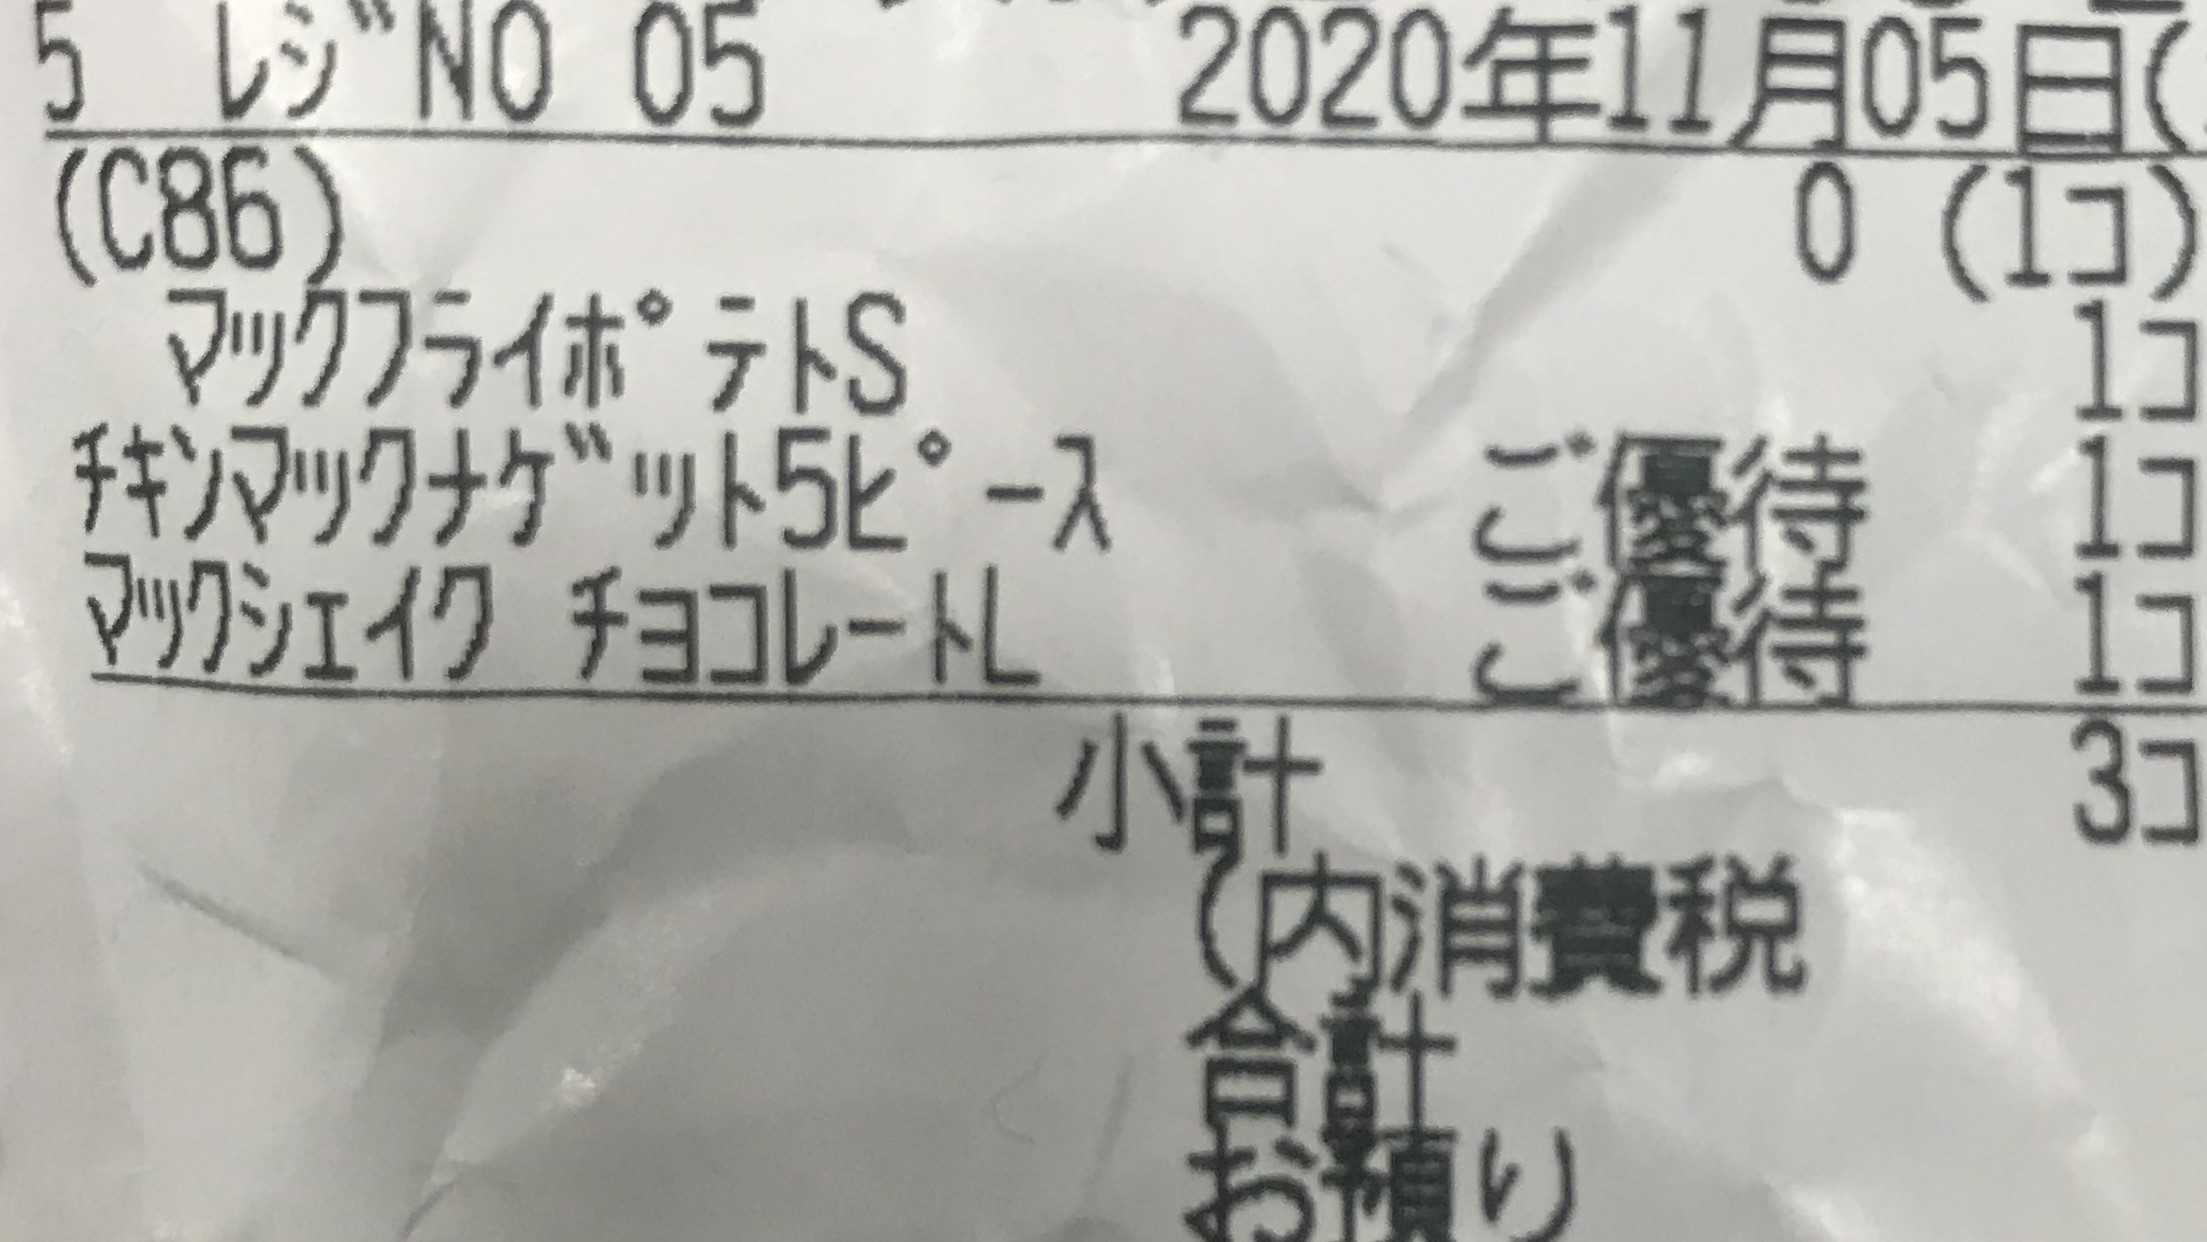 5 ﾚｼﾞNO 05 2020年11月05日(
(C86) 0 (1コ)
ﾏｯｸﾌﾗｲﾎﾟﾃﾄS 1コ
ﾁｷﾝﾏｯｸﾅｹﾞｯﾄ5ﾋﾟｰｽ ご優待 1コ
ﾏｯｸｼｪｲｸ ﾁｮｺﾚｰﾄL ご優待 1コ
小計 3コ
(内消費税
合計
お預り